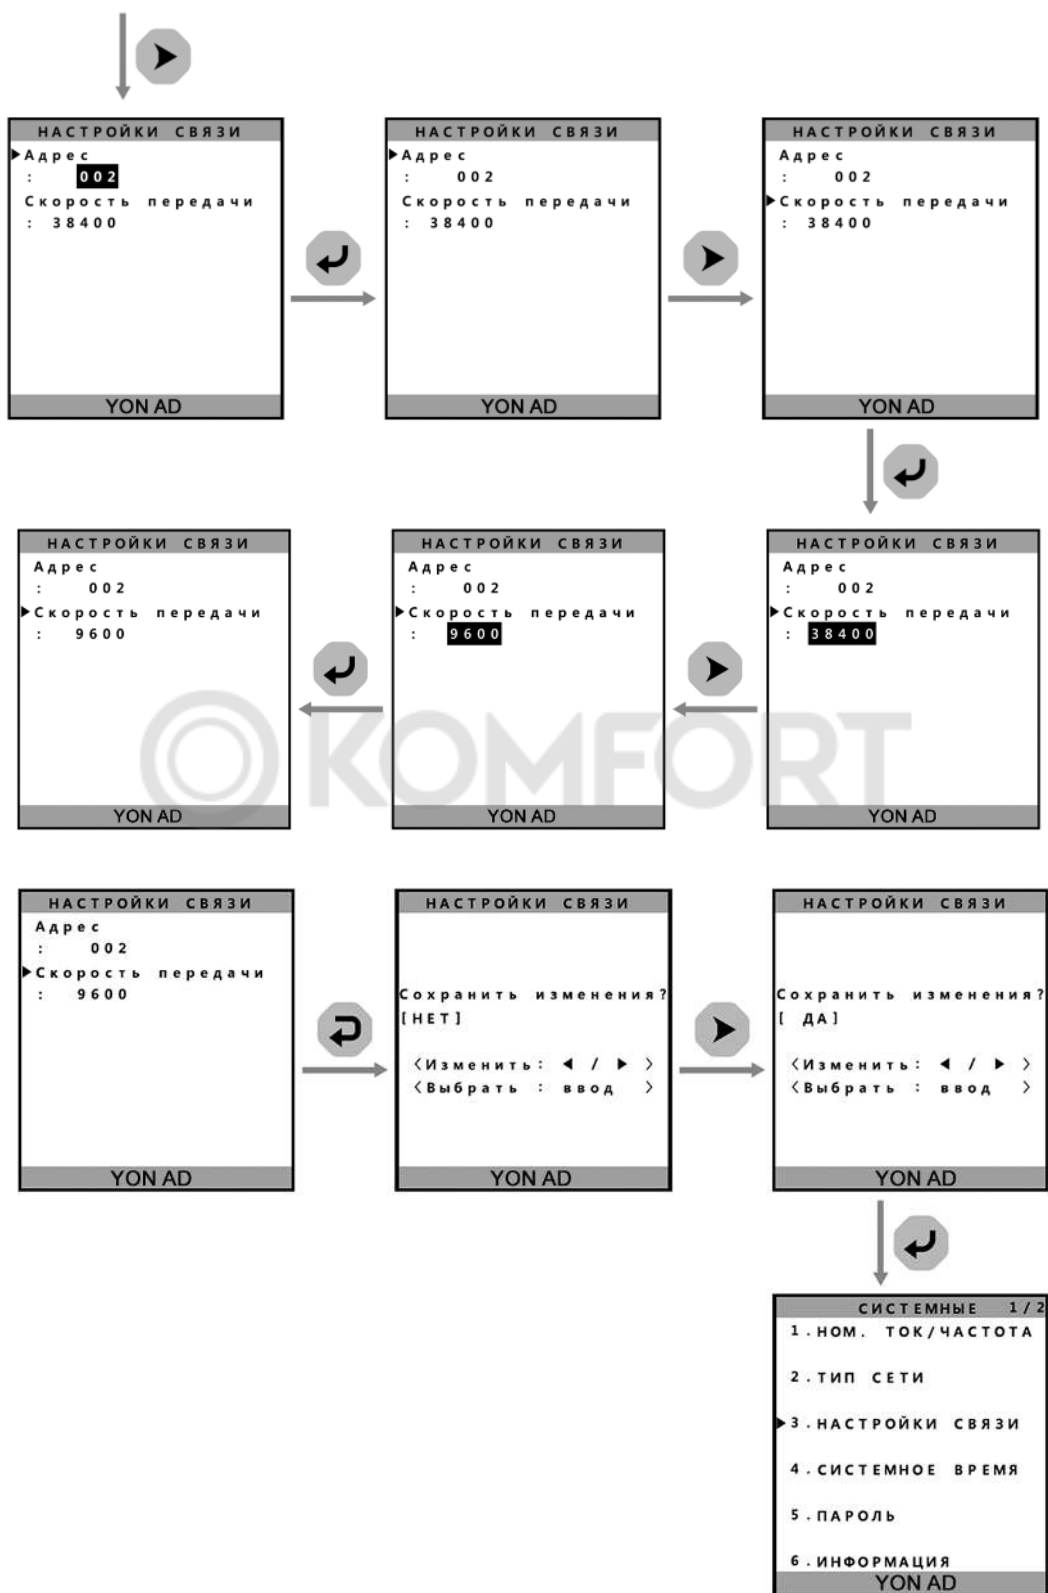 НАСТРОЙКИ СВЯЗИ
Адрес
: 002
Скорость передачи
: 38400
YON AD
НАСТРОЙКИ СВЯЗИ
Адрес
: 002
Скорость передачи
: 38400
YON AD
НАСТРОЙКИ СВЯЗИ
Адрес
: 002
Скорость передачи
: 38400
YON AD
НАСТРОЙКИ СВЯЗИ
Адрес
: 002
Скорость передачи
: 9600
YON AD
НАСТРОЙКИ СВЯЗИ
Адрес
: 002
Скорость передачи
: 9600
YON AD
НАСТРОЙКИ СВЯЗИ
Адрес
: 002
Скорость передачи
: 38400
YON AD
KOMFORT
НАСТРОЙКИ СВЯЗИ
Адрес
: 002
Скорость передачи
: 9600
YON AD
НАСТРОЙКИ СВЯЗИ
Сохранить изменения?
[НЕТ]
<Изменить: ◀ / ▶ >
<Выбрать : ввод >
YON AD
НАСТРОЙКИ СВЯЗИ
Сохранить изменения?
[ ДА]
<Изменить: ◀ / ▶ >
<Выбрать : ввод >
YON AD
СИСТЕМНЫЕ 1/2
1.НОМ. ТОК/ЧАСТОТА
2.ТИП СЕТИ
3.НАСТРОЙКИ СВЯЗИ
4.СИСТЕМНОЕ ВРЕМЯ
5.ПАРОЛЬ
6.ИНФОРМАЦИЯ
YON AD